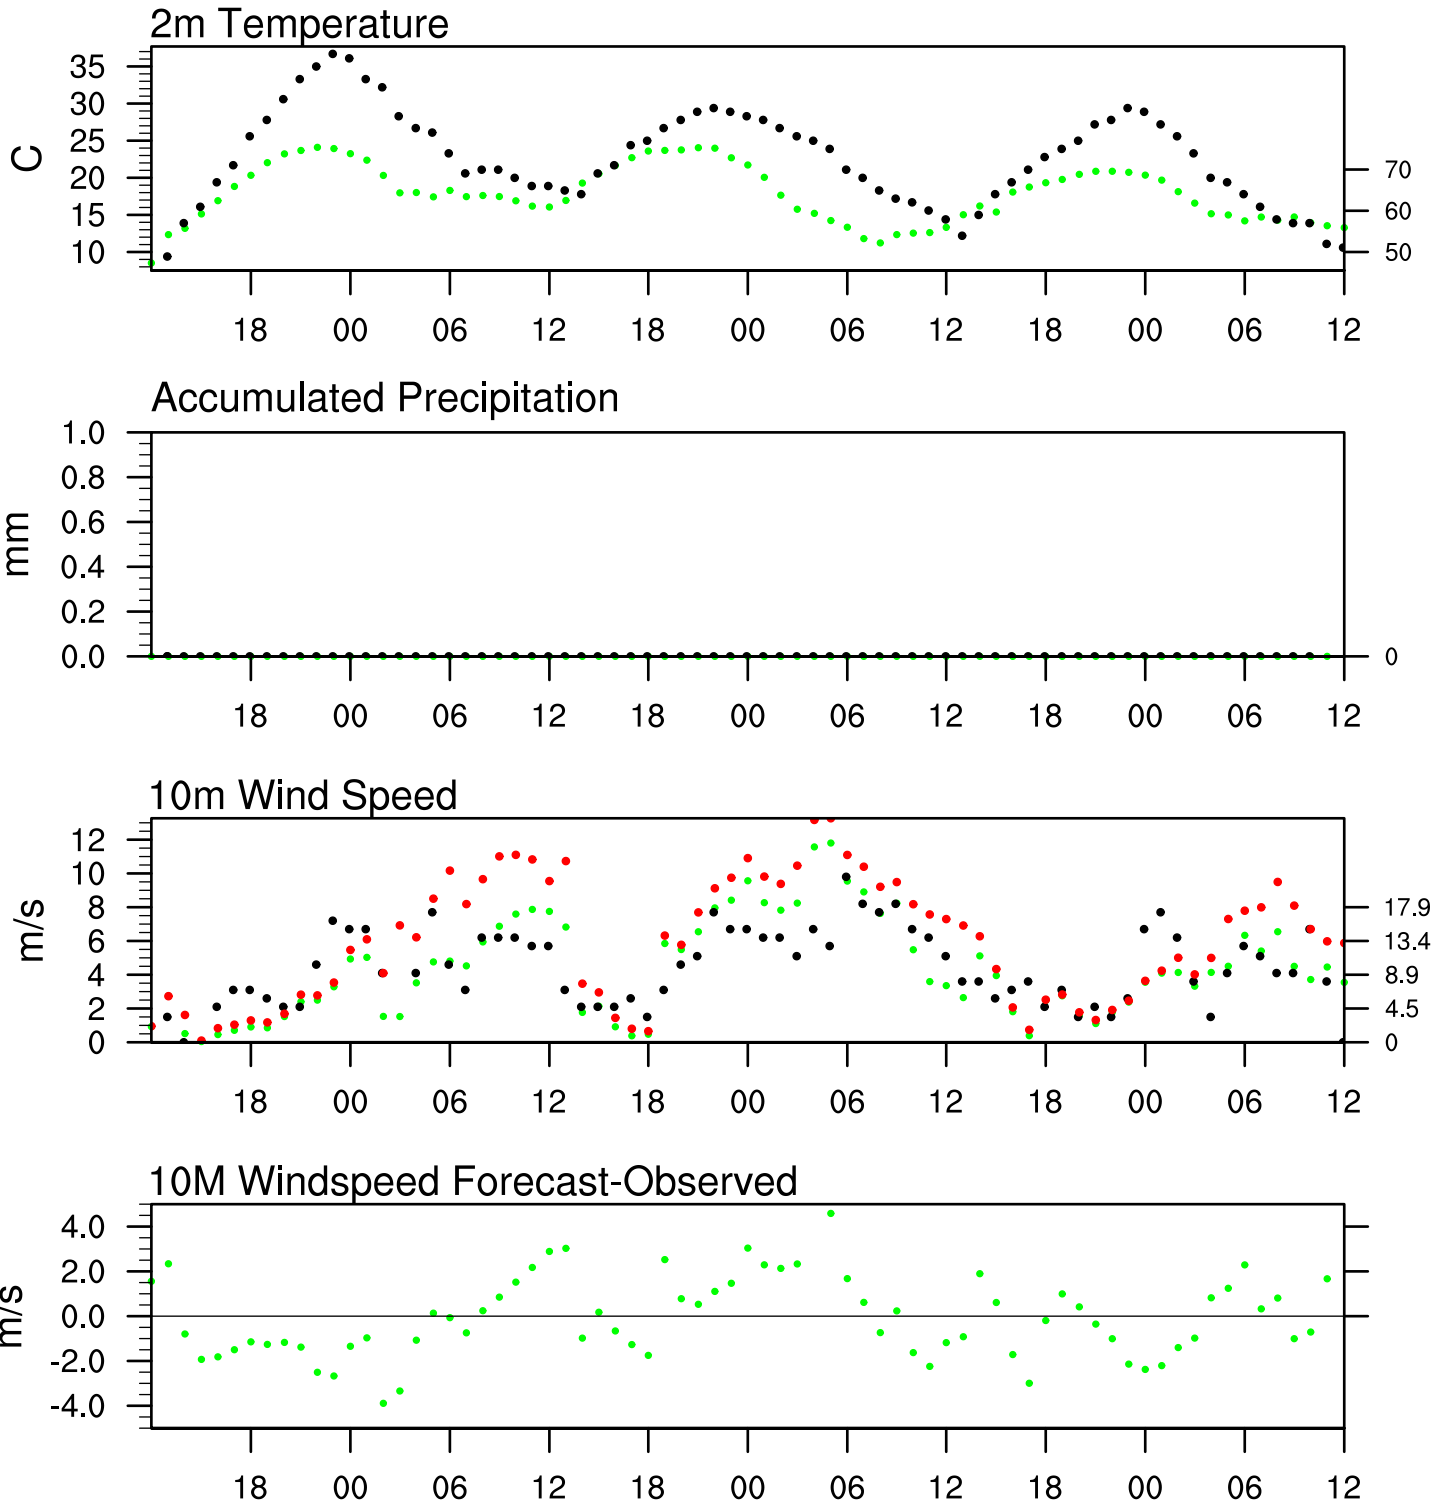 2m Temperature
35
30
25
20
15
10
C
70
60
50
18 00 06 12 18 00 06 12 18 00 06 12
Accumulated Precipitation
1.0
0.8
0.6
0.4
0.2
0.0
mm
0
18 00 06 12 18 00 06 12 18 00 06 12
10m Wind Speed
12
10
8
6
4
2
0
m/s
17.9
13.4
8.9
4.5
0
18 00 06 12 18 00 06 12 18 00 06 12
10M Windspeed Forecast-Observed
4.0
2.0
0.0
-2.0
-4.0
m/s
18 00 06 12 18 00 06 12 18 00 06 12